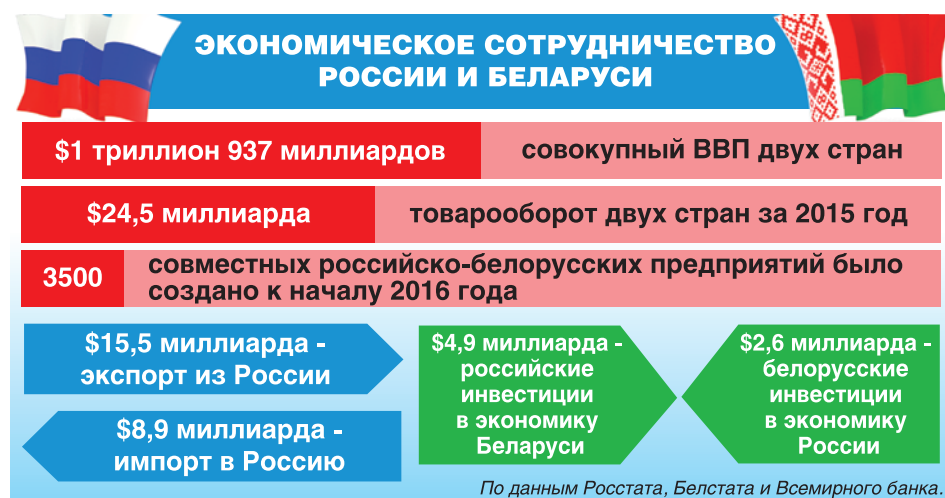 ЭКОНОМИЧЕСКОЕ СОТРУДНИЧЕСТВО
РОССИИ И БЕЛАРУСИ
$1 триллион 937 миллиардов
совокупный ВВП двух стран
$24,5 миллиарда
товарооборот двух стран за 2015 год
3500
совместных российско-белорусских предприятий было
создано к началу 2016 года
$15,5 миллиарда -
экспорт из России
$8,9 миллиарда -
импорт в Россию
$4,9 миллиарда -
российские
инвестиции
в экономику
Беларуси
$2,6 миллиарда -
белорусские
инвестиции
в экономику
России
По данным Росстата, Белстата и Всемирного банка.